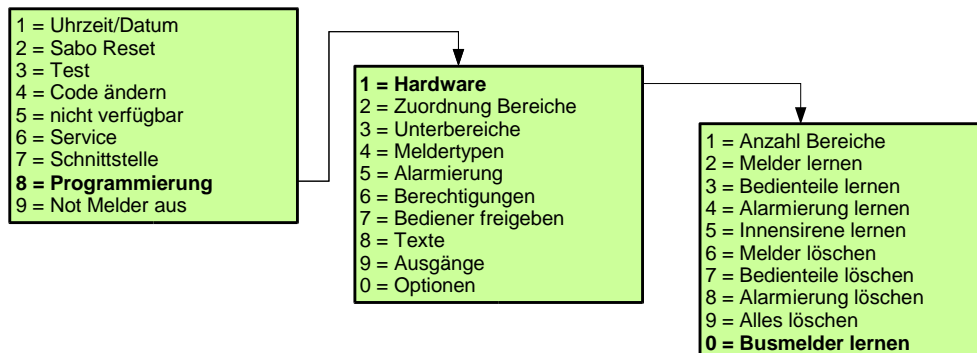 1 = Uhrzeit/Datum
2 = Sabo Reset
3 = Test
4 = Code ändern
5 = nicht verfügbar
6 = Service
7 = Schnittstelle
8 = Programmierung
9 = Not Melder aus
1 = Hardware
2 = Zuordnung Bereiche
3 = Unterbereiche
4 = Meldertypen
5 = Alarmierung
6 = Berechtigungen
7 = Bediener freigeben
8 = Texte
9 = Ausgänge
0 = Optionen
1 = Anzahl Bereiche
2 = Melder lernen
3 = Bedienteile lernen
4 = Alarmierung lernen
5 = Innensirene lernen
6 = Melder löschen
7 = Bedienteile löschen
8 = Alarmierung löschen
9 = Alles löschen
0 = Busmelder lernen